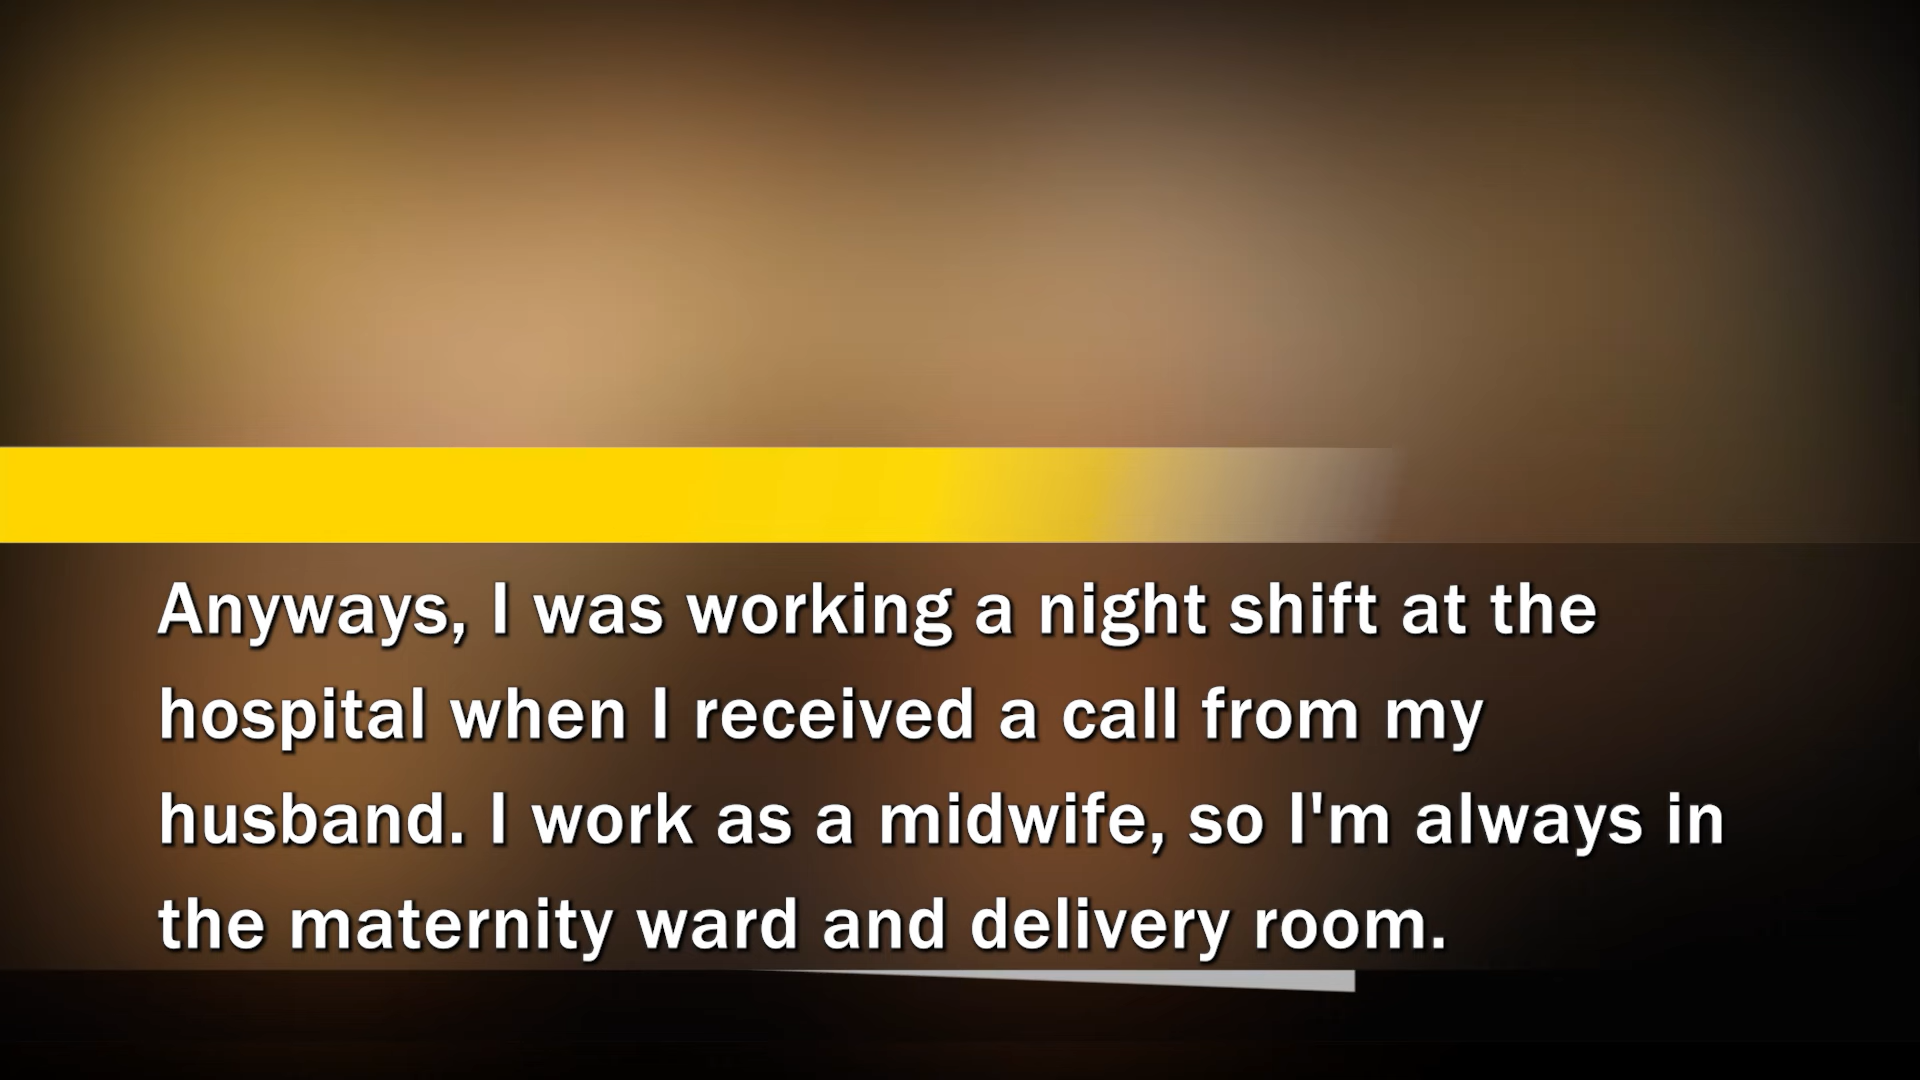 Anyways, I was working a night shift at the
hospital when I received a call from my
husband. I work as a midwife, so I'm always in
the maternity ward and delivery room.